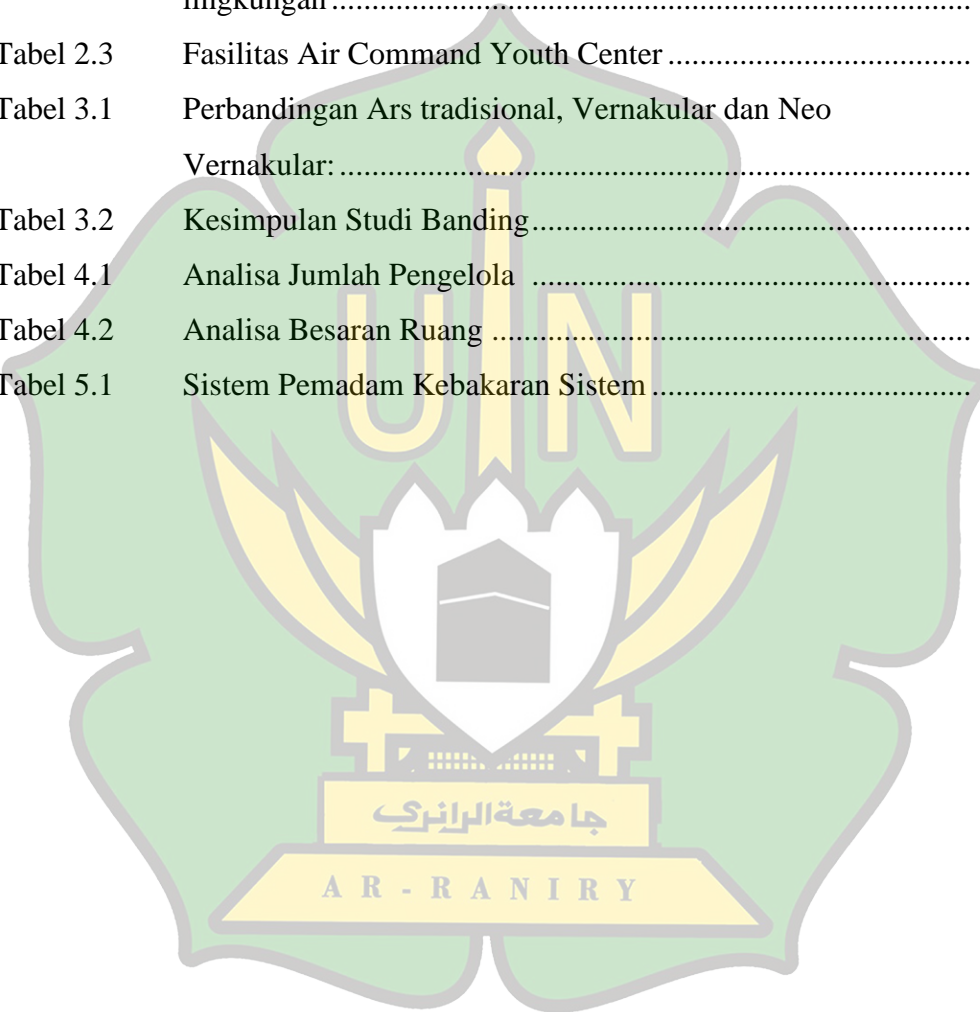 lingkungan ........................................................................
Tabel 2.3 Fasilitas Air Command Youth Center ...................................
Tabel 3.1 Perbandingan Ars tradisional, Vernakular dan Neo
Vernakular: .......................................................................
Tabel 3.2 Kesimpulan Studi Banding .................................................
Tabel 4.1 Analisa Jumlah Pengelola .................................................
Tabel 4.2 Analisa Besaran Ruang .....................................................
Tabel 5.1 Sistem Pemadam Kebakaran Sistem ....................................
UIN
جامعة الرانري
AR-RANIRY